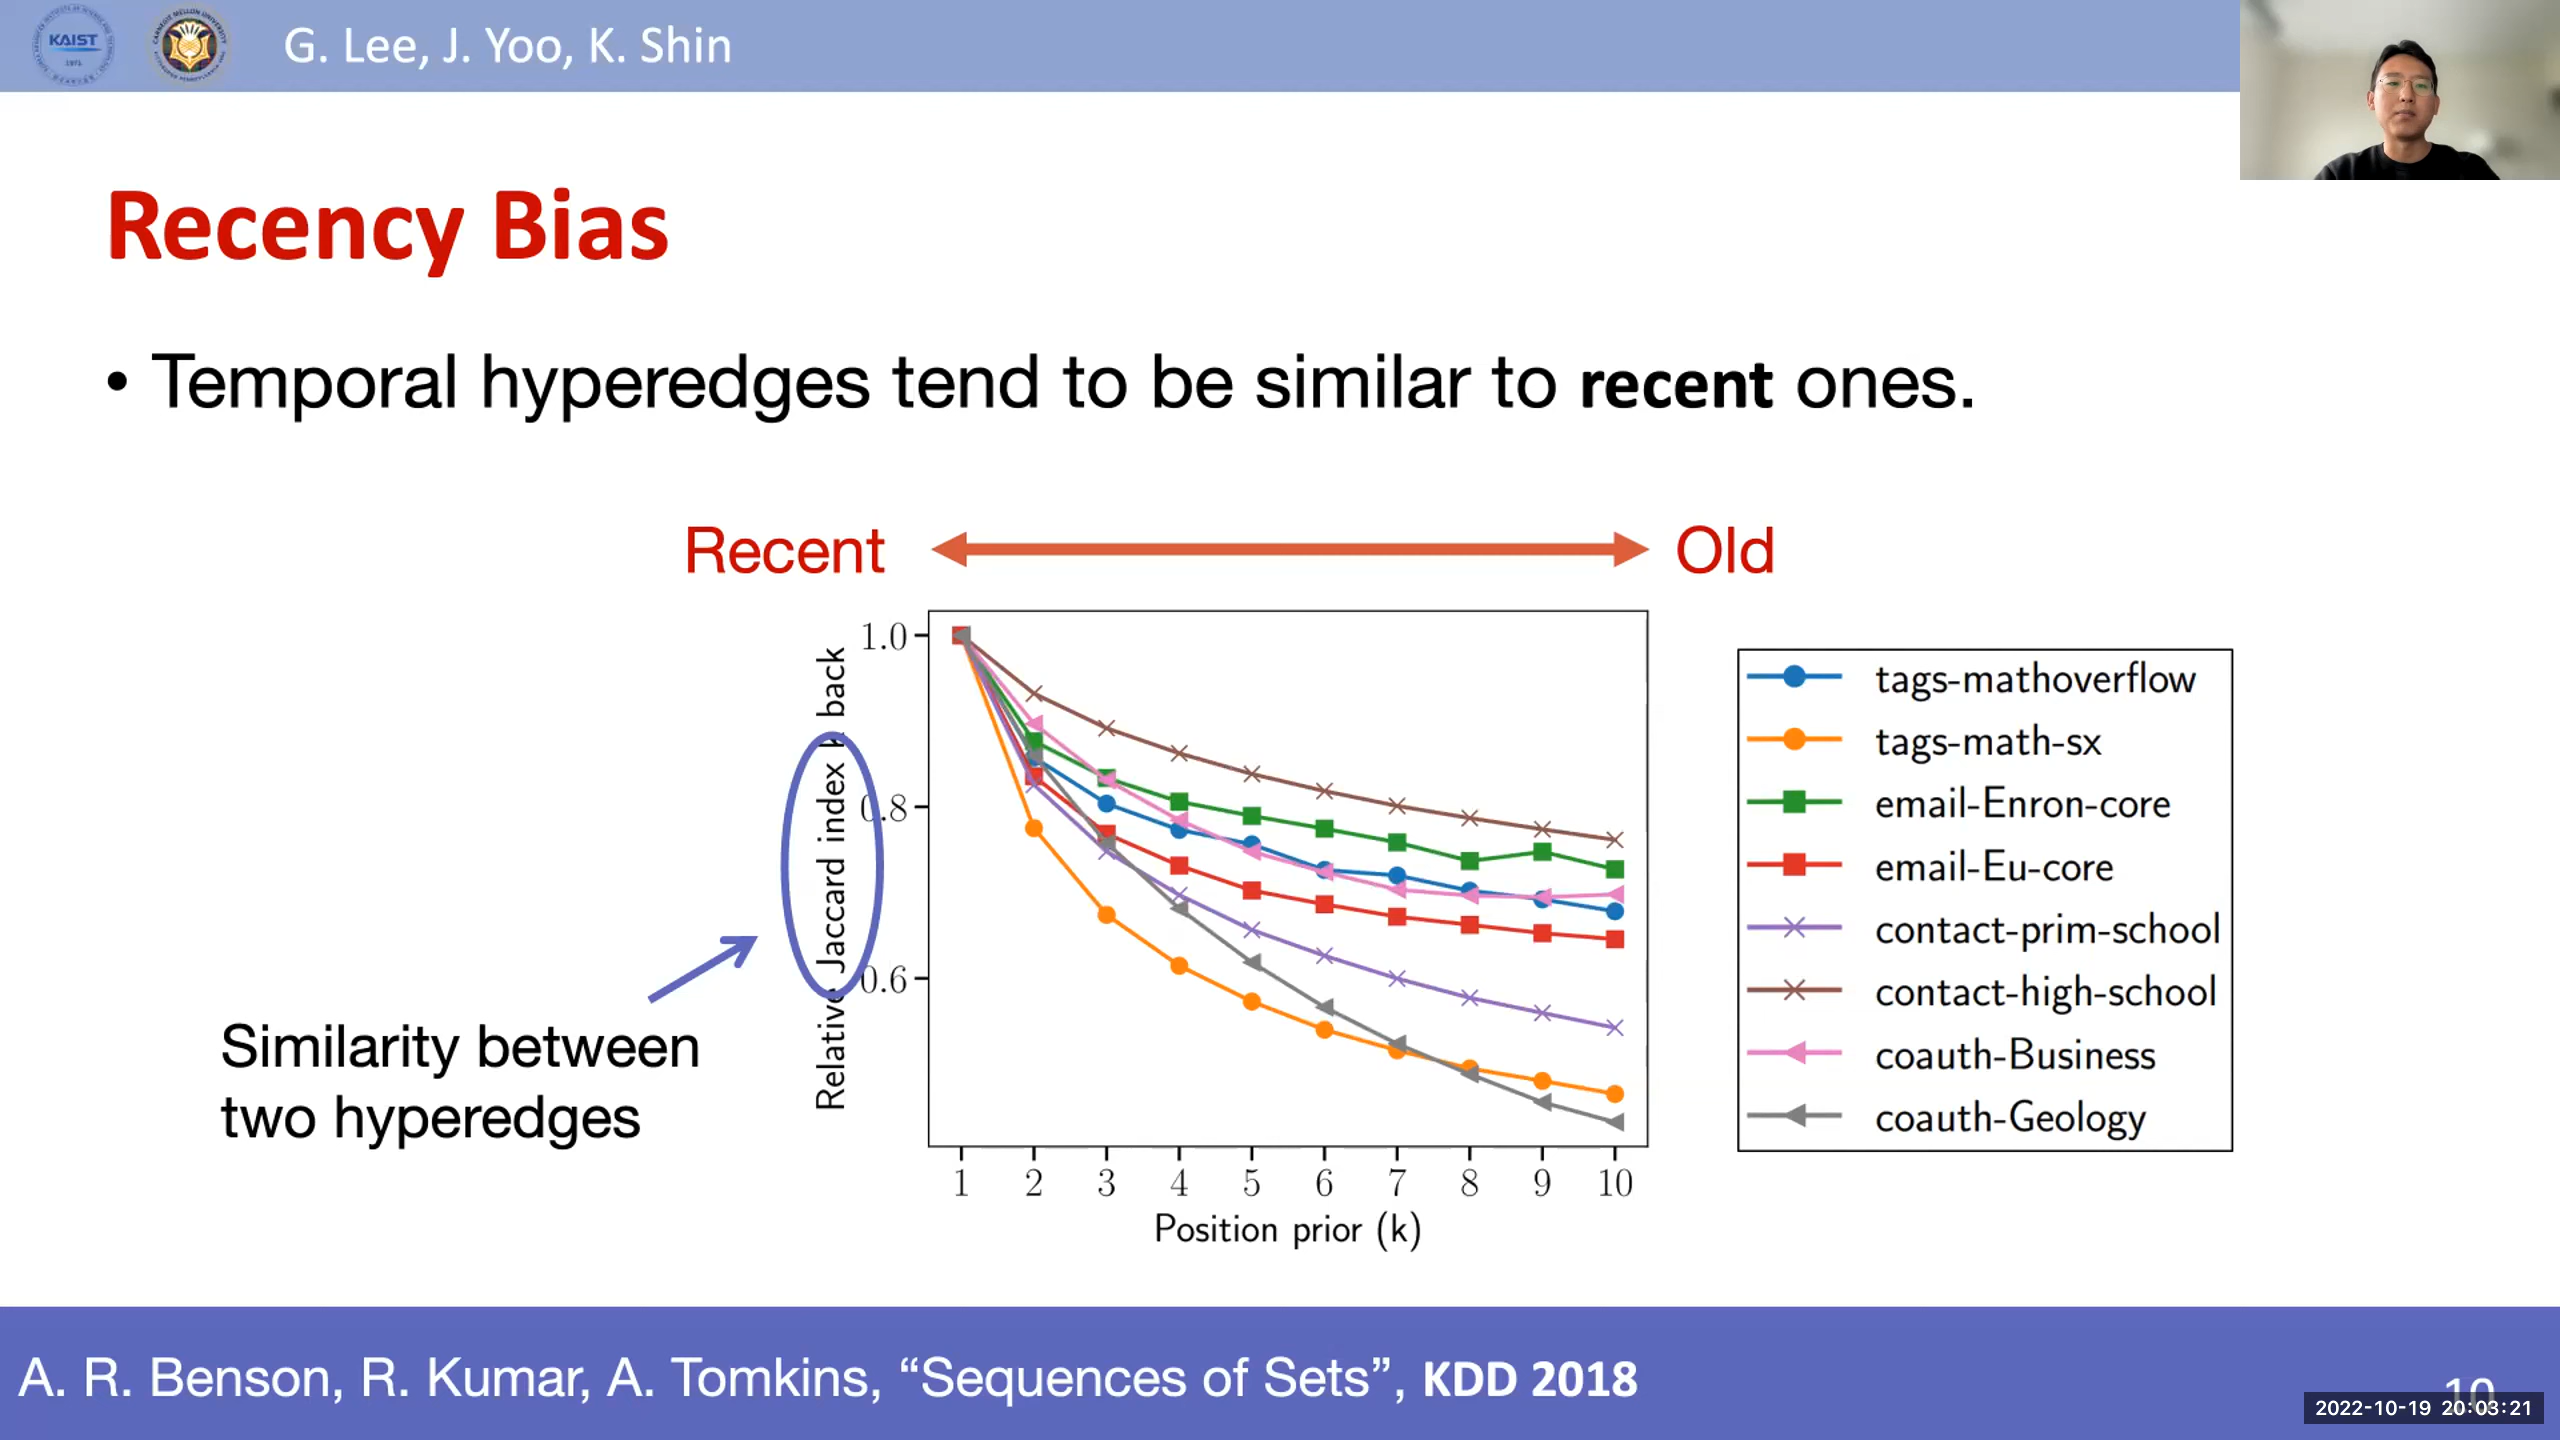 KAIST
1971
G. Lee, J. Yoo, K. Shin
Recency Bias
• Temporal hyperedges tend to be similar to recent ones.
Recent
Old
Relative Jaccard index k back
1.0
0.8
0.6
1 2 3 4 5 6 7 8 9 10
Position prior (k)
tags-mathoverflow
tags-math-sx
email-Enron-core
email-Eu-core
contact-prim-school
contact-high-school
coauth-Business
coauth-Geology
Similarity between
two hyperedges
A. R. Benson, R. Kumar, A. Tomkins, “Sequences of Sets”, KDD 2018
10
2022-10-19 20:03:21